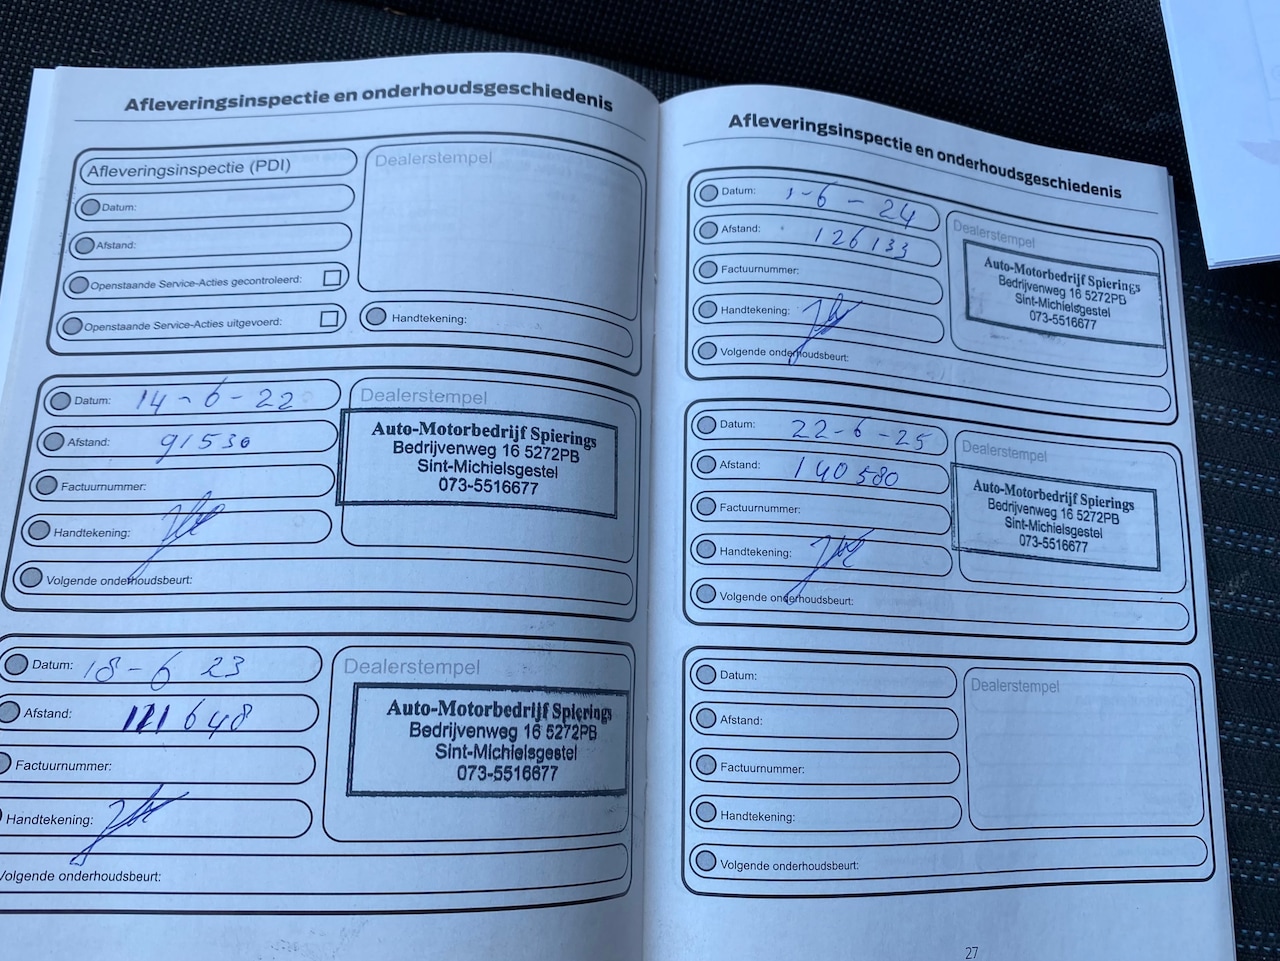 Afleveringsinspectie en onderhoudsgeschiedenis
Afleveringsinspectie (PDI)
Dealerstempel
Datum:
Afstand:
Openstaande Service-Acties gecontroleerd:
Openstaande Service-Acties uitgevoerd:
Handtekening:
Datum: 14-6-22
Dealerstempel
Afstand: 91530
Factuurnummer:
Handtekening:
Volgende onderhoudsbeurt:
Auto-Motorbedrijf Spierings
Bedrijvenweg 16 5272PB
Sint-Michielsgestel
073-5516677
Datum: 18-6 23
Dealerstempel
Afstand: 111648
Factuurnummer:
Handtekening:
Volgende onderhoudsbeurt:
Auto-Motorbedrijf Spierings
Bedrijvenweg 16 5272PB
Sint-Michielsgestel
073-5516677
Afleveringsinspectie en onderhoudsgeschiedenis
Datum: 1-6-24
Dealerstempel
Afstand: 126133
Factuurnummer:
Handtekening:
Volgende onderhoudsbeurt:
Auto-Motorbedrijf Spierings
Bedrijvenweg 16 5272PB
Sint-Michielsgestel
073-5516677
Datum: 22-6-25
Dealerstempel
Afstand: 140580
Factuurnummer:
Handtekening:
Volgende onderhoudsbeurt:
Auto-Motorbedrijf Spierings
Bedrijvenweg 16 5272PB
Sint-Michielsgestel
073-5516677
Datum:
Dealerstempel
Afstand:
Factuurnummer:
Handtekening:
Volgende onderhoudsbeurt:
27